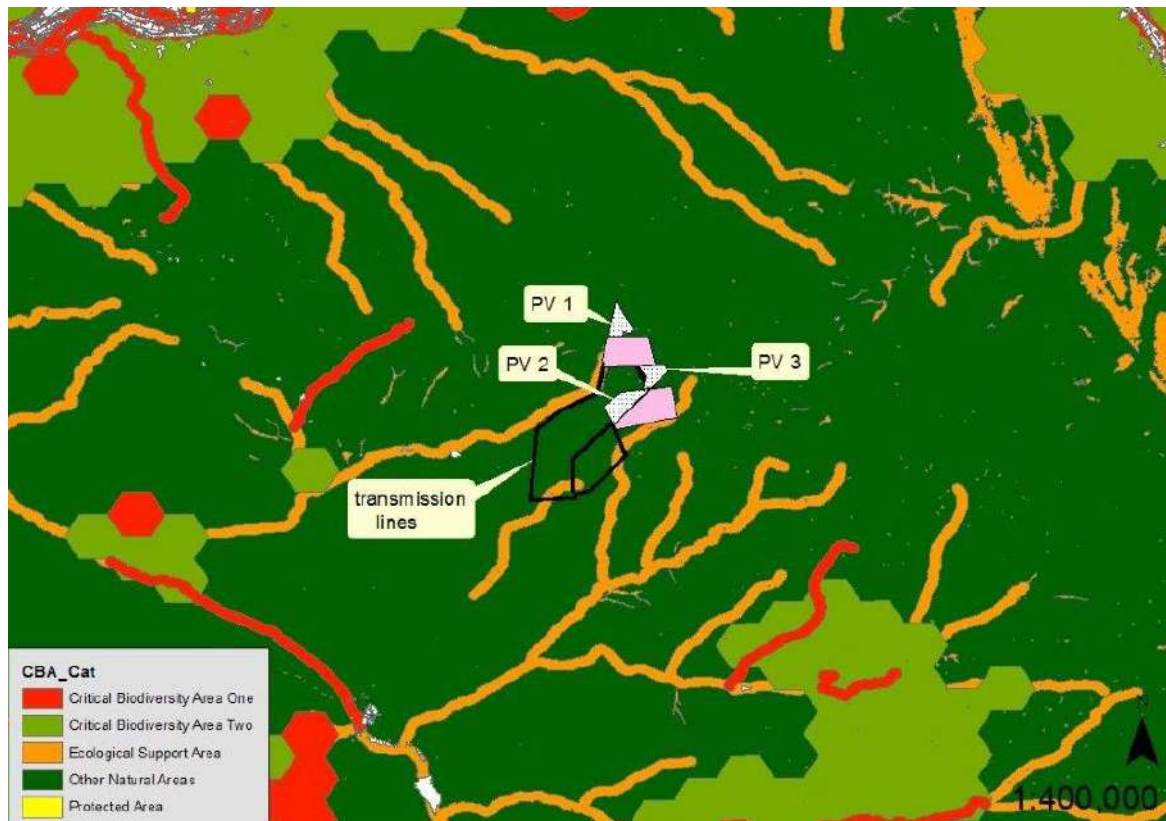 PV 1
PV 2
PV 3
transmission
lines
CBA_Cat
Critical Biodiversity Area One
Critical Biodiversity Area Two
Ecological Support Area
Other Natural Areas
Protected Area
1:400,000